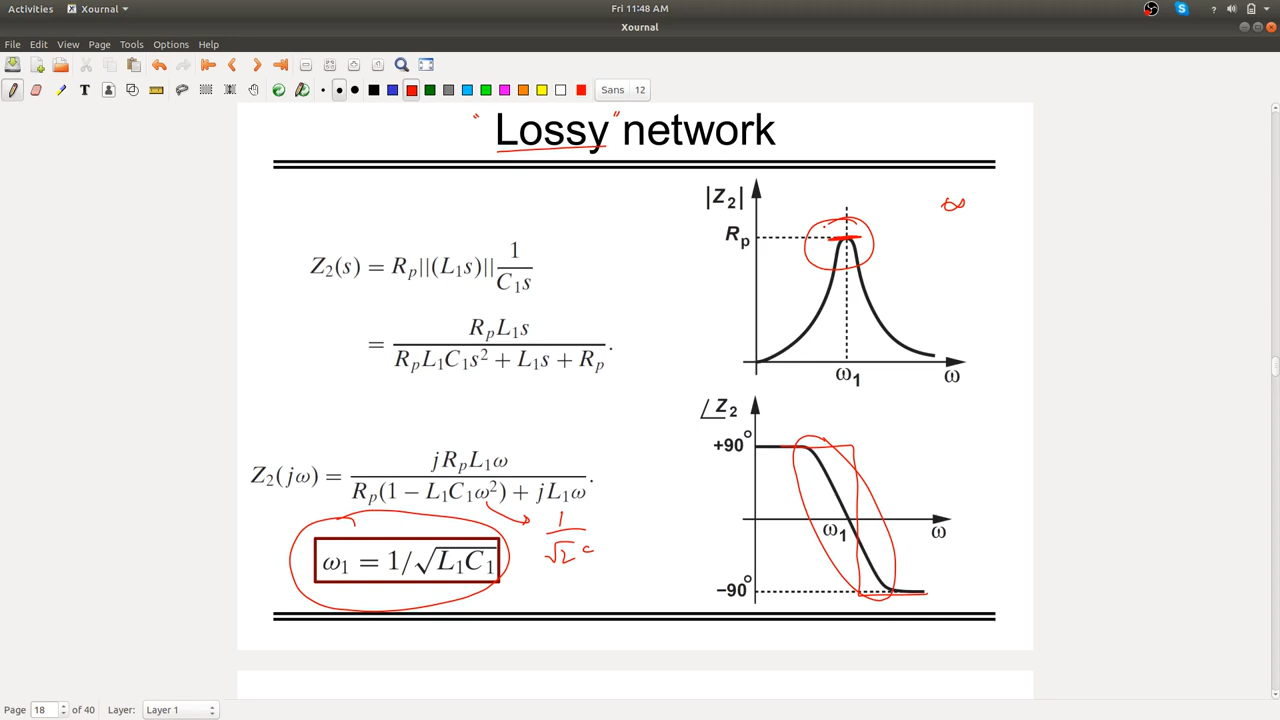 Activities
Xournal
Fri 11:48 AM
?
Xournal
File Edit View Page Tools Options Help
T
Sans 12
" Lossy " network
|Z₂|
∞
Rₚ
Z₂(s) = Rₚ||(L₁s)||1/(C₁s)
= RₚL₁s/(RₚL₁C₁s² + L₁s + Rₚ).
ω₁
ω
∠Z₂
+90°
Z₂(jω) = jRₚL₁ω/(Rₚ(1 − L₁C₁ω²) + jL₁ω).
ω₁
ω
1/√2 c
ω₁ = 1/√L₁C₁
−90°
Page 18 of 40 Layer: Layer 1